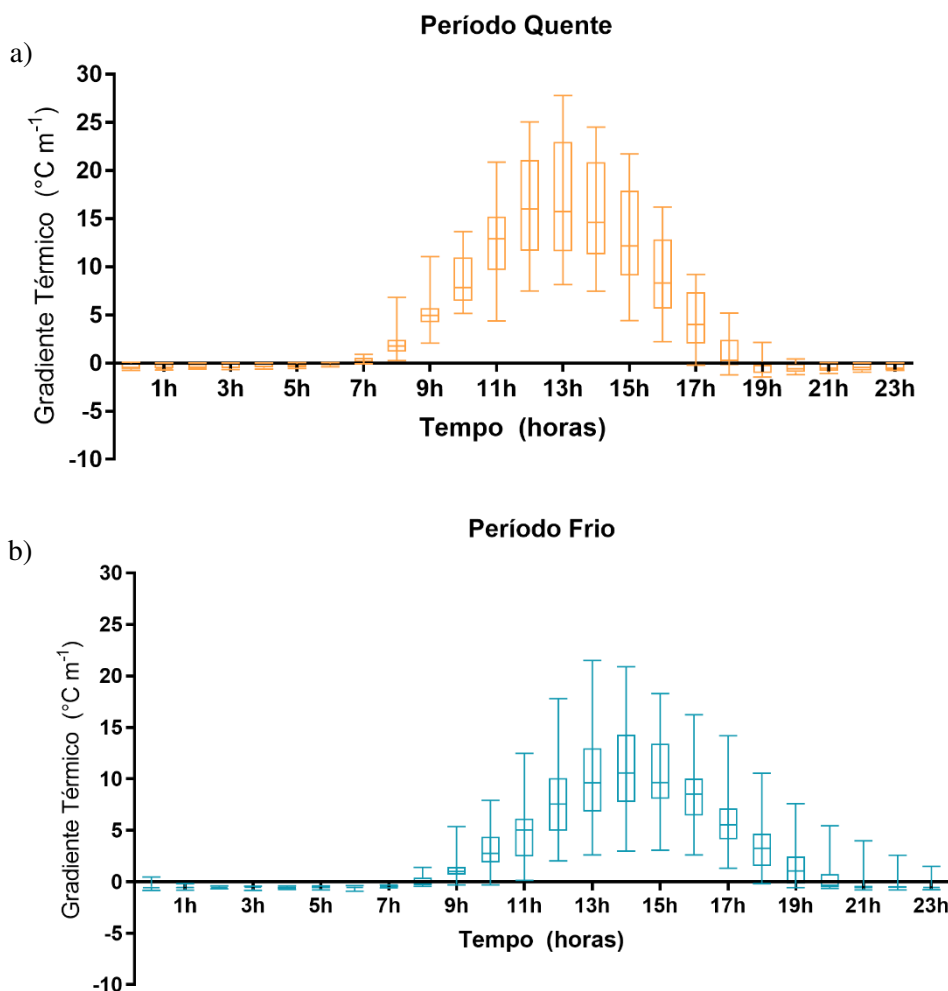 Período Quente
a)
30
25
20
15
10
5
0
-5
-10
Gradiente Térmico (°C m⁻¹)
1h 3h 5h 7h 9h 11h 13h 15h 17h 19h 21h 23h
Tempo (horas)
Período Frio
b)
30
25
20
15
10
5
0
-5
-10
Gradiente Térmico (°C m⁻¹)
1h 3h 5h 7h 9h 11h 13h 15h 17h 19h 21h 23h
Tempo (horas)